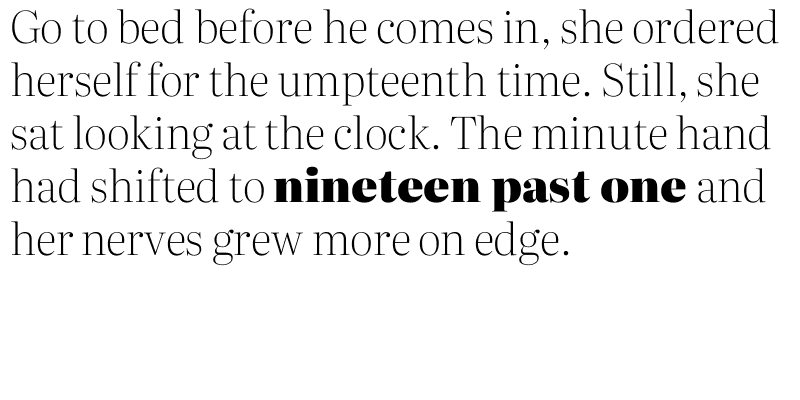 Go to bed before he comes in, she ordered
herself for the umpteenth time. Still, she
sat looking at the clock. The minute hand
had shifted to nineteen past one and
her nerves grew more on edge.